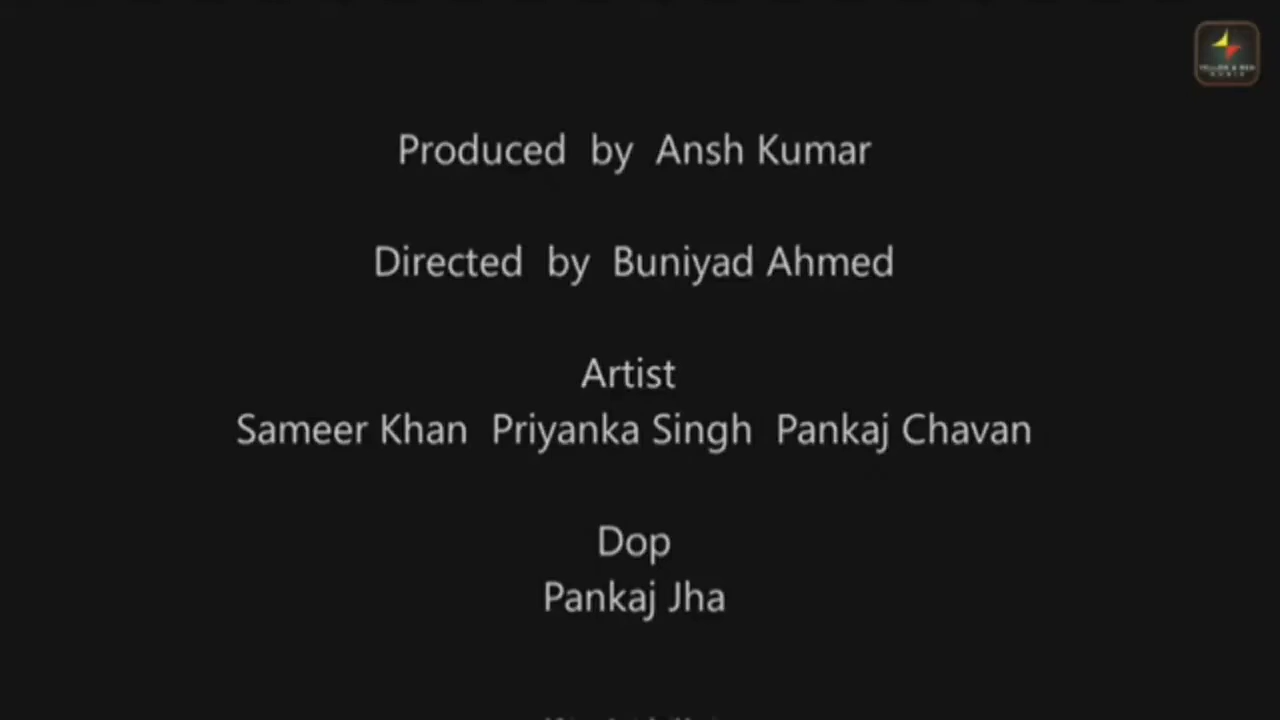 Produced by Ansh Kumar
Directed by Buniyad Ahmed
Artist
Sameer Khan Priyanka Singh Pankaj Chavan
Dop
Pankaj Jha